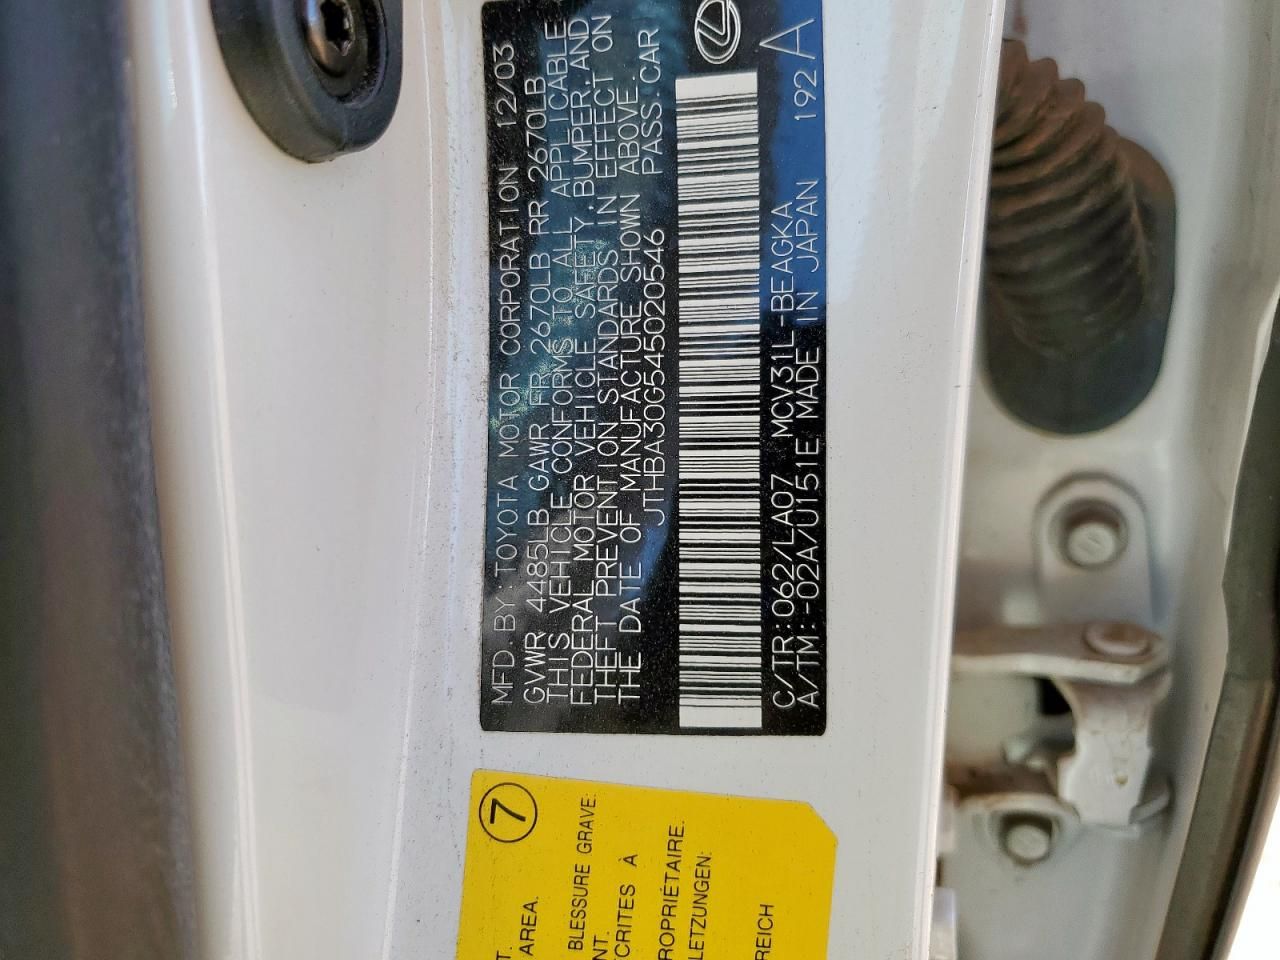 MFD. BY: TOYOTA MOTOR CORPORATION 12/03
GVWR 4485LB GAWR FR 2670LB RR 2670LB
THIS VEHICLE CONFORMS TO ALL APPLICABLE
FEDERAL MOTOR VEHICLE SAFETY, BUMPER, AND
THEFT PREVENTION STANDARDS IN EFFECT ON
THE DATE OF MANUFACTURE SHOWN ABOVE.
JTHBA30G545020546 PASS.CAR
C/TR: 062/LA07 MCV31L-BEAGKA
A/TM: -02A/U151E MADE IN JAPAN 192 A
7
T.
AREA.
BLESSURE GRAVE:
NT.
CRITES À
OPRIÉTAIRE.
LETZUNGEN:
REICH